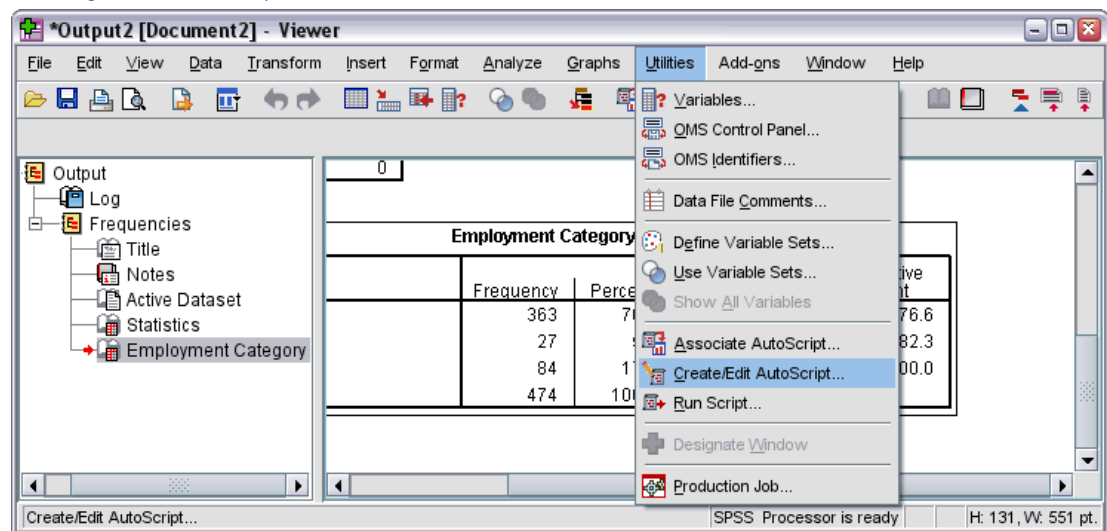 *Output2 [Document2] - Viewer
File Edit View Data Transform Insert Format Analyze Graphs Utilities Add-ons Window Help
Output
Log
Frequencies
Title
Notes
Active Dataset
Statistics
Employment Category
0
Employment Category
Frequency Perce
363
27
84
474 10
ive
nt
76.6
82.3
00.0
Variables...
OMS Control Panel...
OMS Identifiers...
Data File Comments...
Define Variable Sets...
Use Variable Sets...
Show All Variables
Associate AutoScript...
Create/Edit AutoScript...
Run Script...
Designate Window
Production Job...
Create/Edit AutoScript... SPSS Processor is ready H: 131, W: 551 pt.